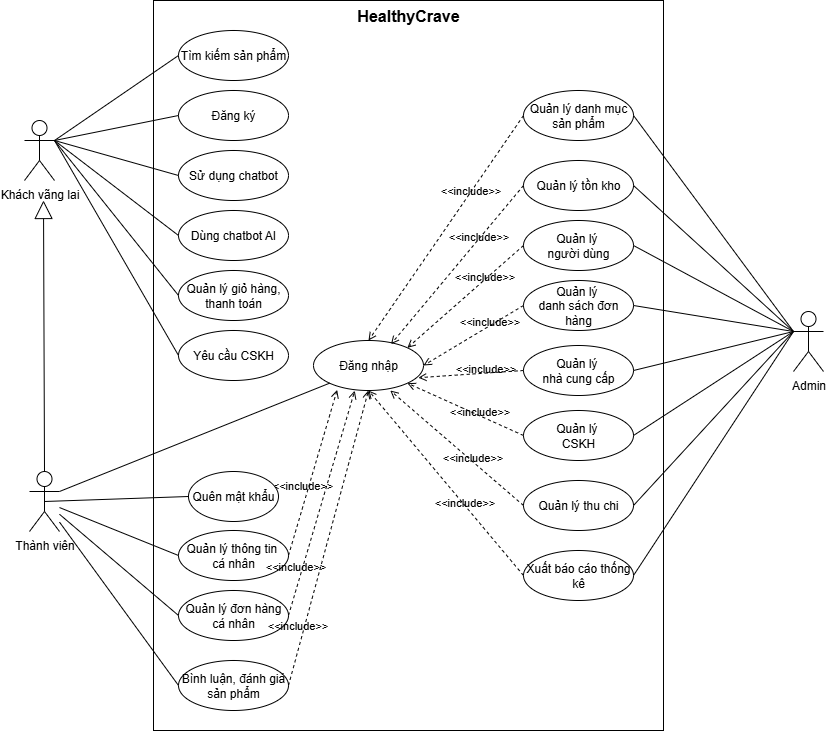 HealthyCrave
Tìm kiếm sản phẩm
Đăng ký
Sử dụng chatbot
Dùng chatbot AI
Quản lý giỏ hàng,
thanh toán
Yêu cầu CSKH
Khách vãng lai
Đăng nhập
Quên mật khẩu
Quản lý thông tin
cá nhân
Quản lý đơn hàng
cá nhân
Bình luận, đánh giá
sản phẩm
Thành viên
<<include>>
<<include>>
<<include>>
<<include>>
<<include>>
<<include>>
<<include>>
<<include>>
<<include>>
<<include>>
<<include>>
Quản lý danh mục
sản phẩm
Quản lý tồn kho
Quản lý
người dùng
Quản lý
danh sách đơn
hàng
Quản lý
nhà cung cấp
Quản lý
CSKH
Quản lý thu chi
Xuất báo cáo thống
kê
Admin